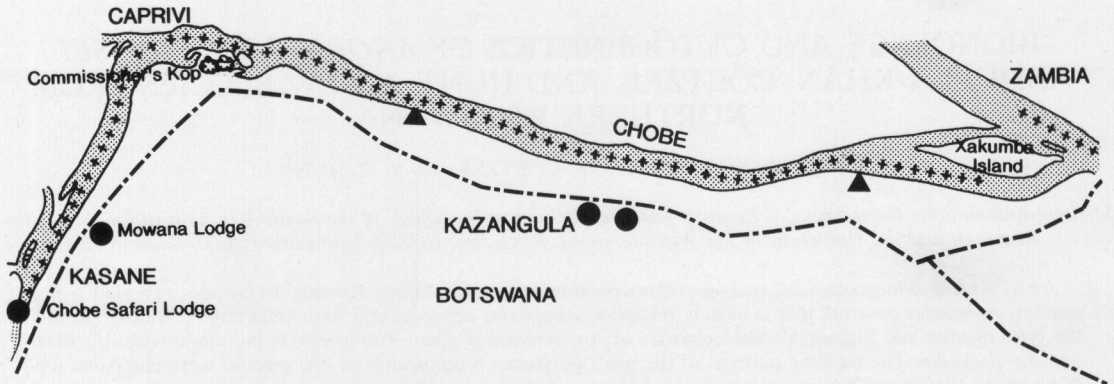 CAPRIVI
Commissioner's Kop
ZAMBIA
CHOBE
Xakumba
Island
Mowana Lodge
KAZANGULA
KASANE
BOTSWANA
Chobe Safari Lodge